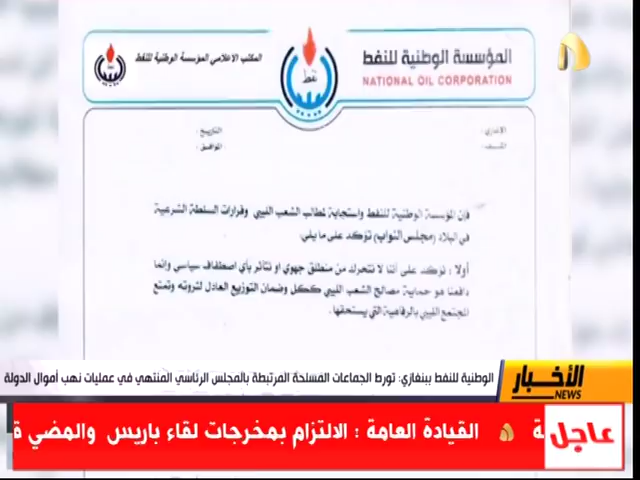 المكتب الاعلامي المؤسسة الوطنية للنفط
نفط
المؤسسة الوطنية للنفط
NATIONAL OIL CORPORATION
الاشاري :
التاريخ :
الموافق :
فإن المؤسسة الوطنية للنفط واستجابة لمطالب الشعب الليبي وقرارات السلطة الشرعية
في البلاد (مجلس النواب) تؤكد على ما يلي:
أولا : نؤكد على أننا لا نتحرك من منطلق جهوي او نتأثر بأي اصطفاف سياسي وانما
دافعنا هو حماية مصالح الشعب الليبي ككل وضمان التوزيع العادل لثروته وتمتع
المجتمع الليبي بالرفاهية التي يستحقها .
الأخبار
NEWS
الوطنية للنفط ببنغازي: تورط الجماعات المسلحة المرتبطة بالمجلس الرئاسي المنتهي في عمليات نهب أموال الدولة
عاجل
ة القيادة العامة : الالتزام بمخرجات لقاء باريس والمضي ق